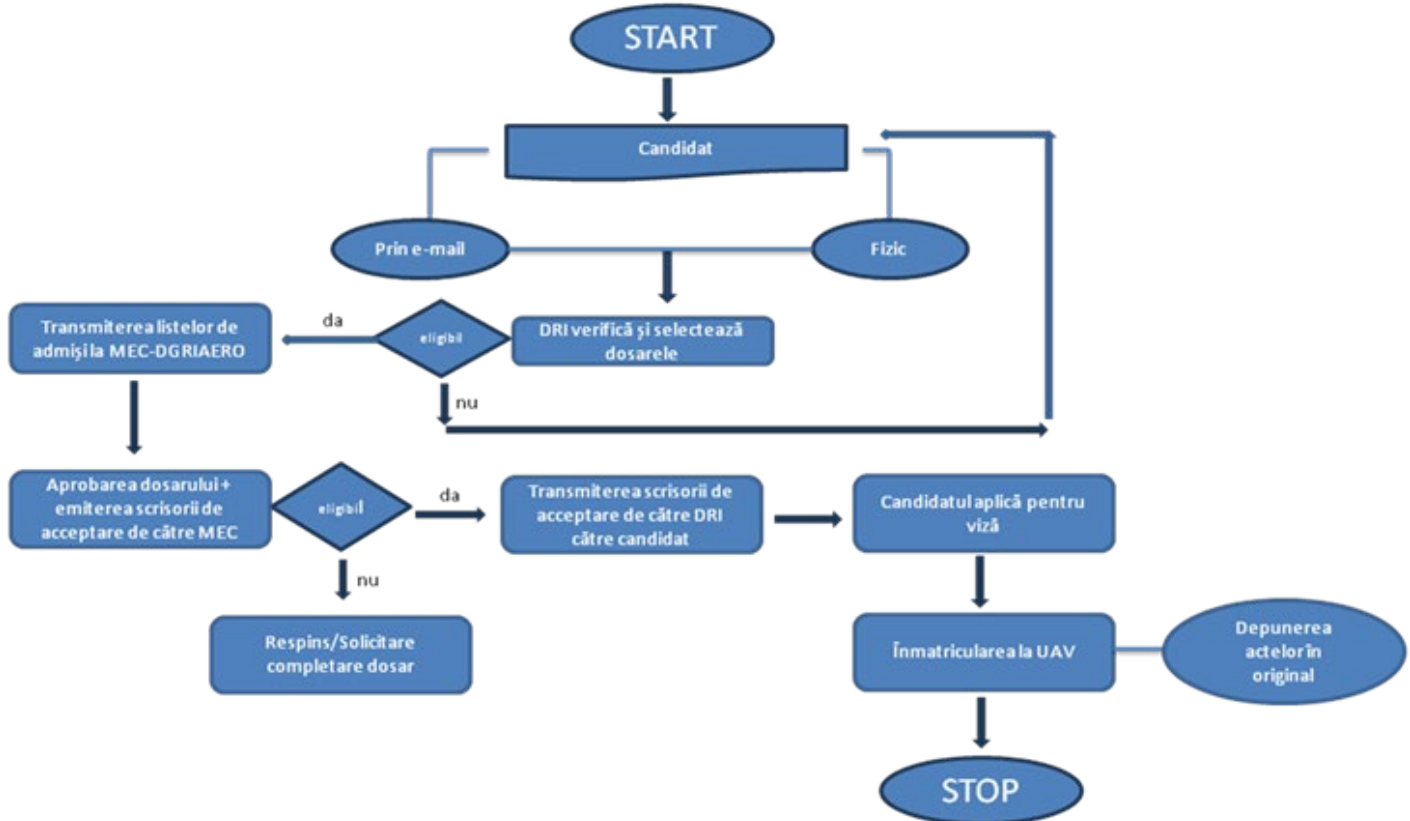 START
Candidat
Prin e-mail
Fizic
DRI verifică și selectează
dosarele
eligibil
da
Transmiterea listelor de
admiși la MEC-DGRIAERO
nu
Aprobarea dosarului +
emiterea scrisorii de
acceptare de către MEC
eligibil
da
Transmiterea scrisorii de
acceptare de către DRI
către candidat
Candidatul aplică pentru
viză
nu
Respins/Solicitare
completare dosar
Înmatricularea la UAV
Depunerea
actelor în
original
STOP